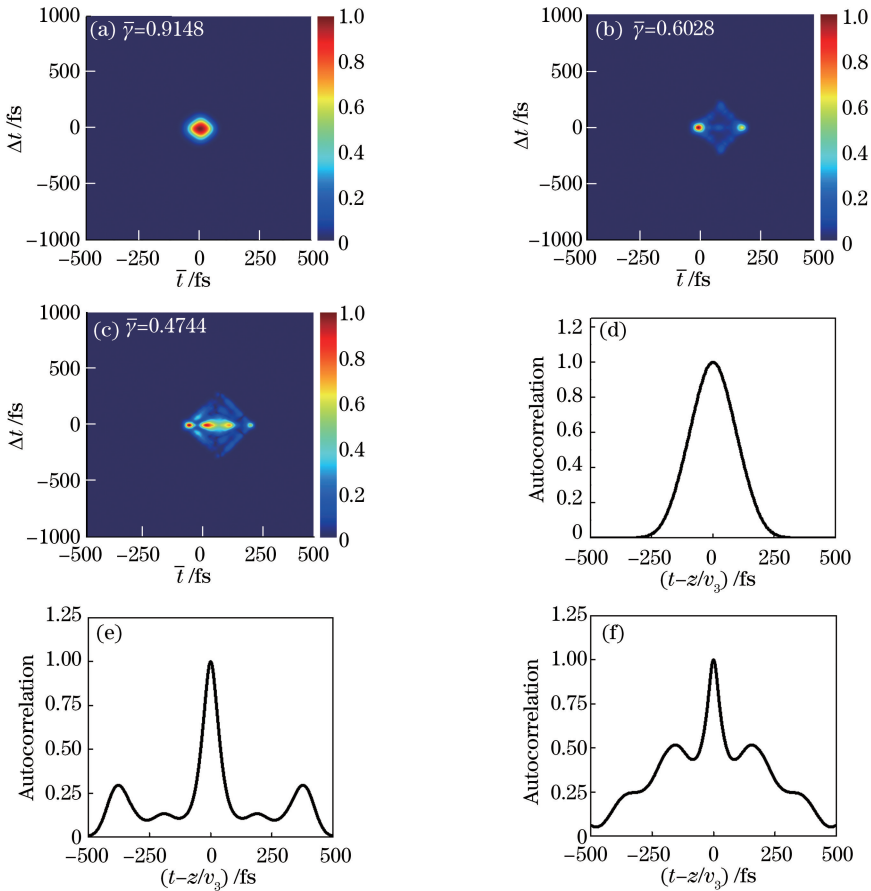 (a) γ̄=0.9148
1000
500
0
−500
−1000
Δt /fs
−500 −250 0 250 500
t̄ /fs
1.0
0.8
0.6
0.4
0.2
0
(b) γ̄=0.6028
1000
500
0
−500
−1000
Δt /fs
−500 −250 0 250 500
t̄ /fs
1.0
0.8
0.6
0.4
0.2
0
(c) γ̄=0.4744
1000
500
0
−500
−1000
Δt /fs
−500 −250 0 250 500
t̄ /fs
1.0
0.8
0.6
0.4
0.2
0
(d)
1.2
1.0
0.8
0.6
0.4
0.2
0
Autocorrelation
−500 −250 0 250 500
(t−z/v₃) /fs
(e)
1.25
1.00
0.75
0.50
0.25
0
Autocorrelation
−500 −250 0 250 500
(t−z/v₃) /fs
(f)
1.25
1.00
0.75
0.50
0.25
0
Autocorrelation
−500 −250 0 250 500
(t−z/v₃) /fs